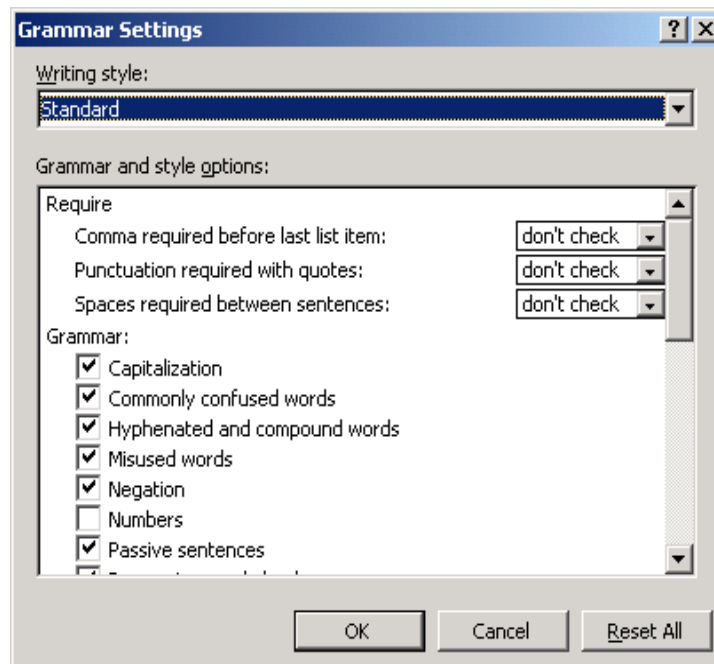 Grammar Settings
Writing style:
Standard
Grammar and style options:
Require
Comma required before last list item: don't check
Punctuation required with quotes: don't check
Spaces required between sentences: don't check
Grammar:
Capitalization
Commonly confused words
Hyphenated and compound words
Misused words
Negation
Numbers
Passive sentences
OK Cancel Reset All